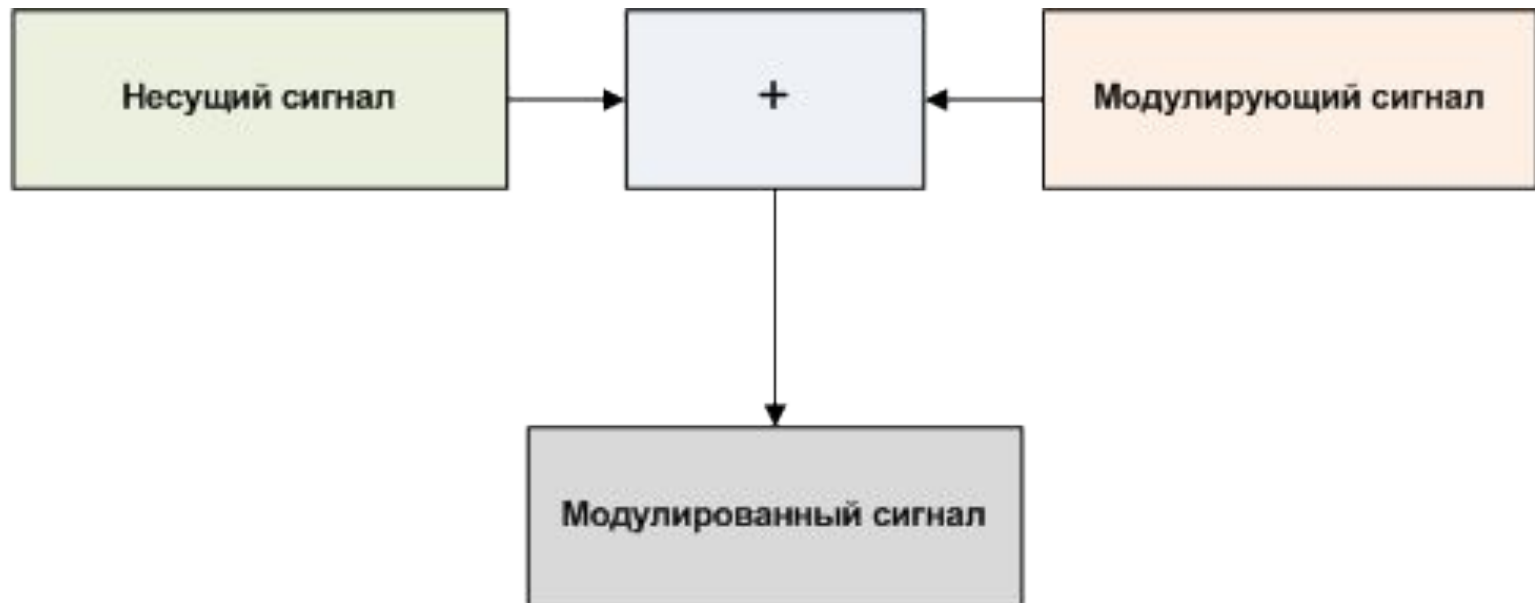 Несущий сигнал
+
Модулирующий сигнал
Модулированный сигнал